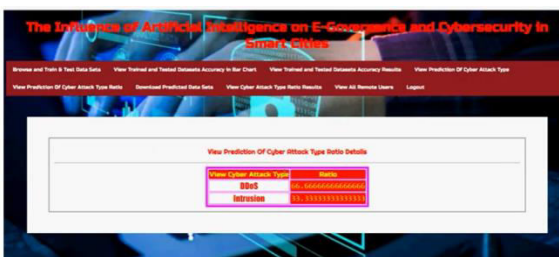 The Influence of Artificial Intelligence on E-Governance and Cybersecurity in
Smart Cities
Browse and Train & Test Data Sets View Trained and Tested Datasets Accuracy in Bar Chart View Trained and Tested Datasets Accuracy Results View Prediction Of Cyber Attack Type
View Prediction Of Cyber Attack Type Ratio Download Predicted Data Sets View Cyber Attack Type Ratio Results View All Remote Users Logout
View Prediction Of Cyber Attack Type Ratio Details
View Cyber Attack Type Ratio
DDoS 66.66666666666666
Intrusion 33.33333333333333